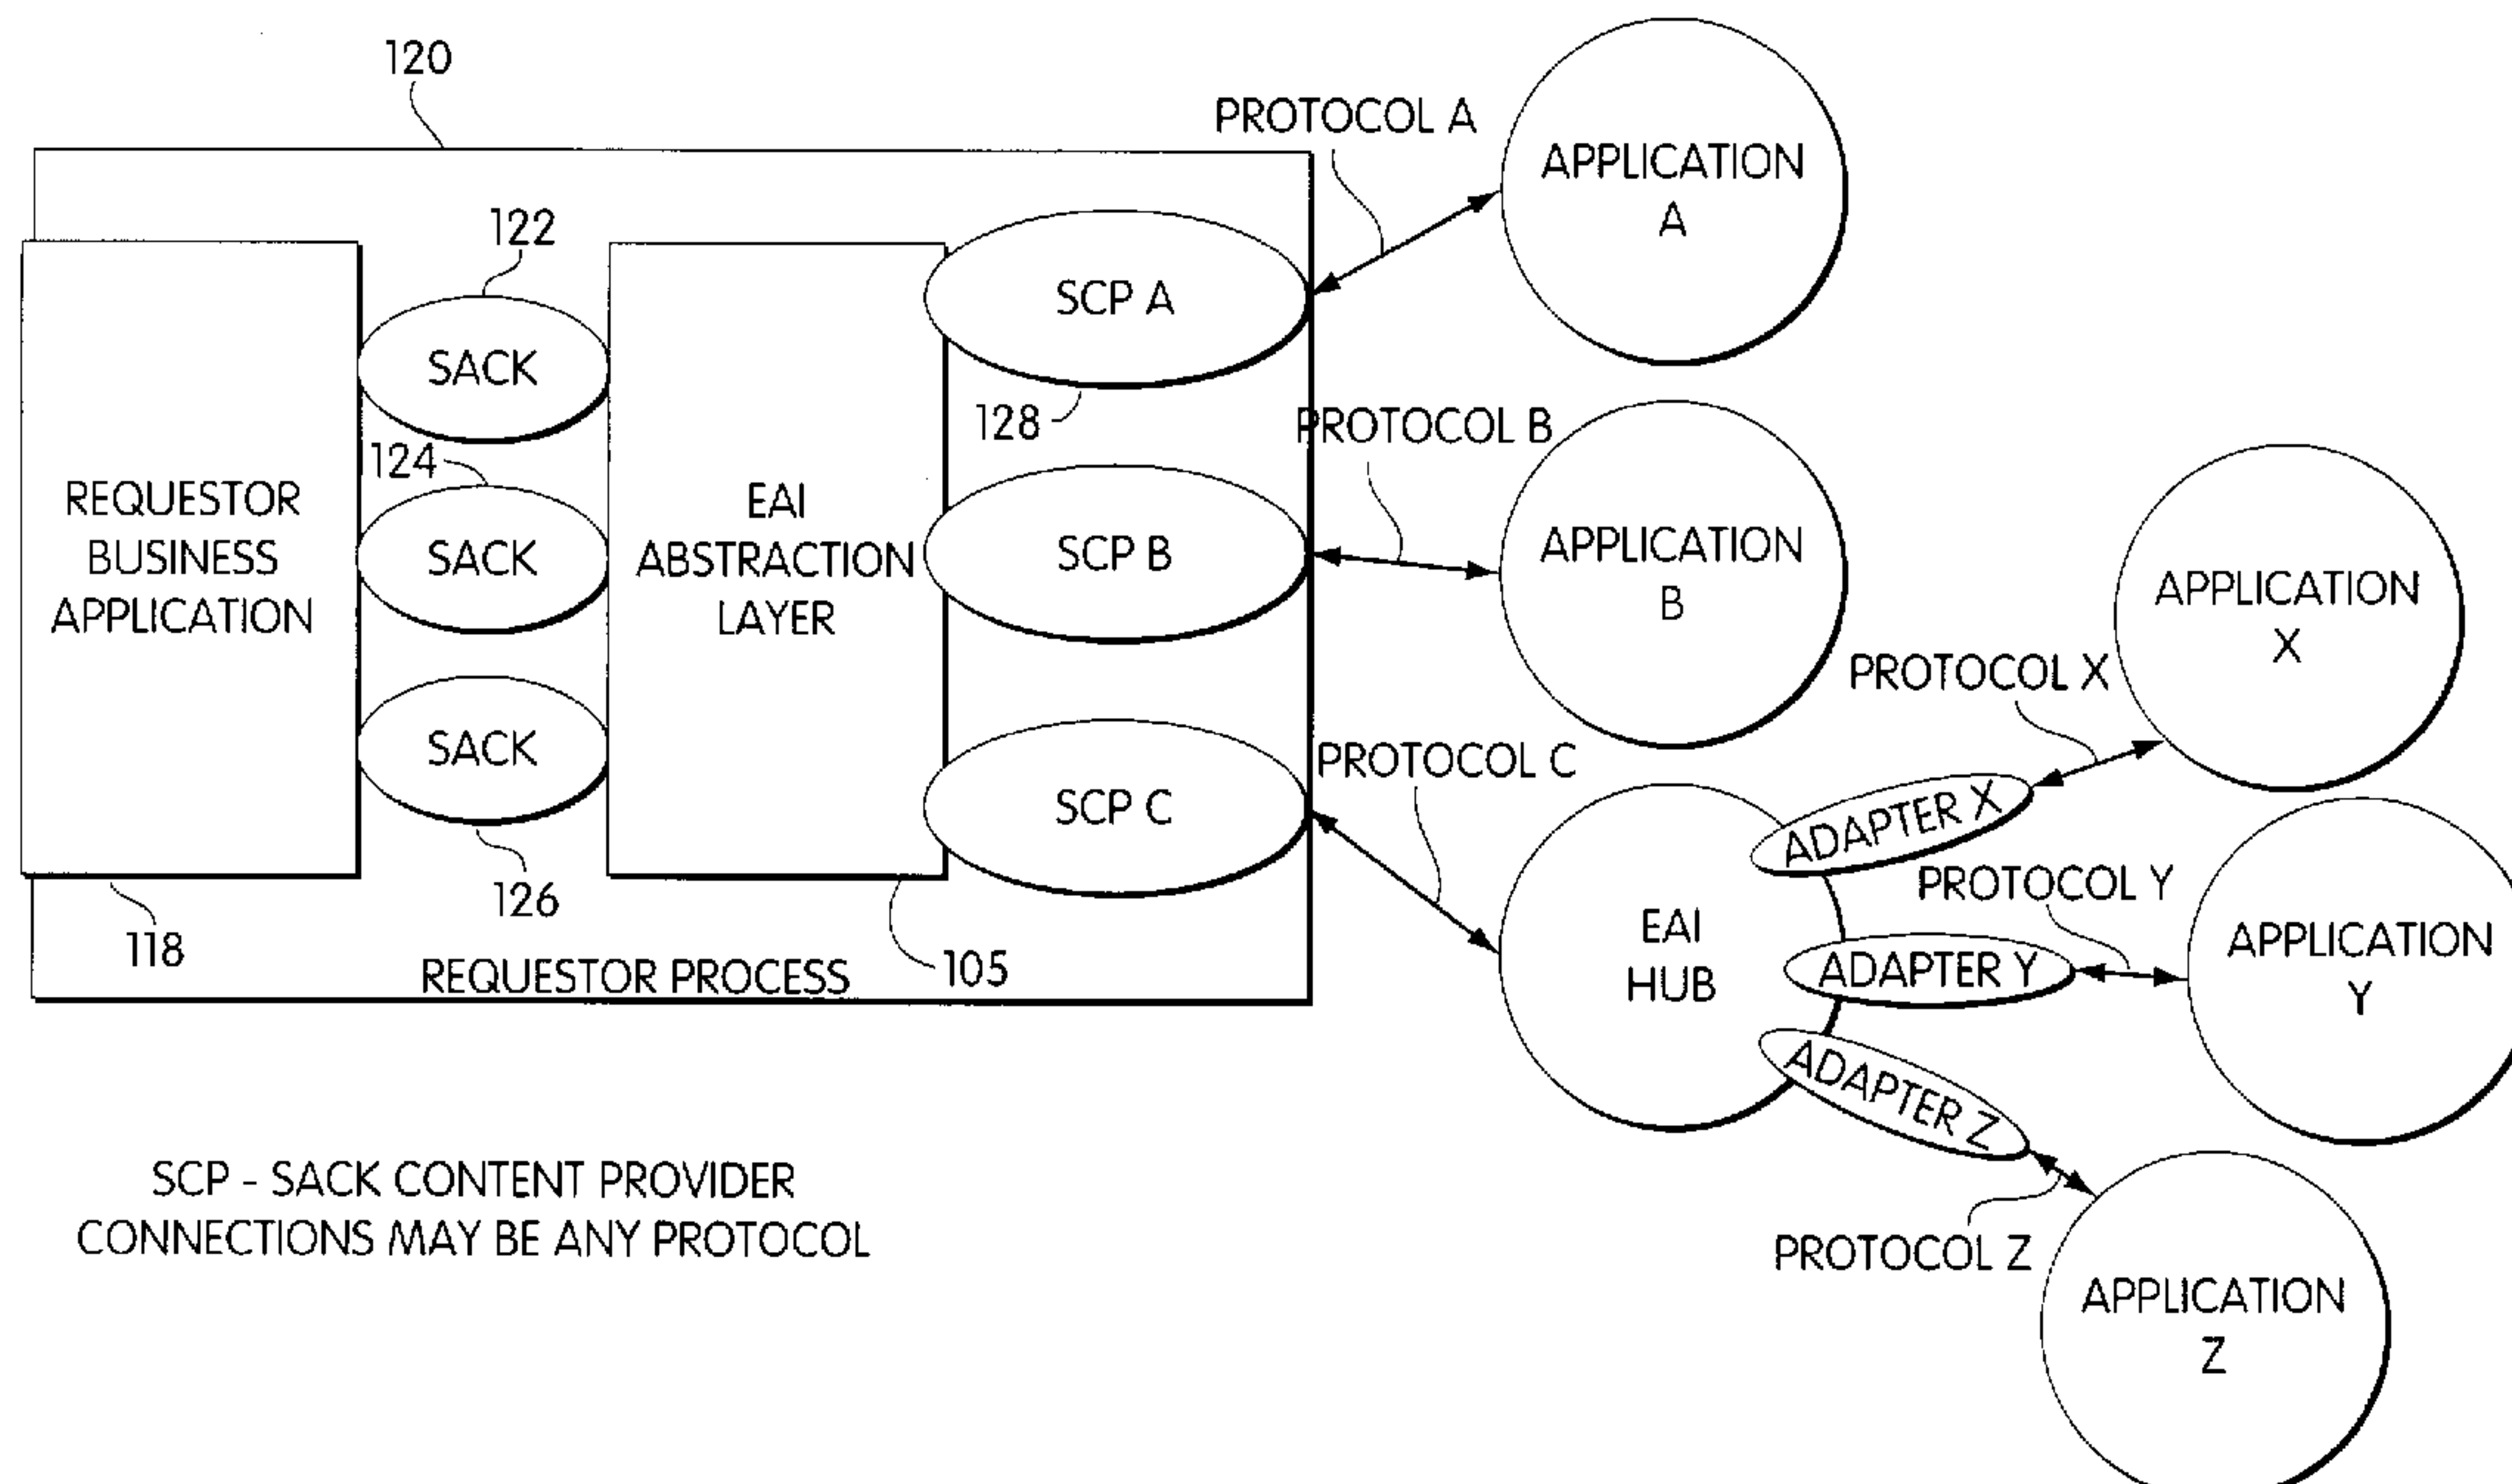 120
PROTOCOL A
APPLICATION
A
122
SCP A
SACK
128
PROTOCOL B
124
REQUESTOR
BUSINESS
APPLICATION
SACK
EAI
ABSTRACTION
LAYER
SCP B
APPLICATION
B
APPLICATION
X
PROTOCOL X
SACK
SCP C
PROTOCOL C
ADAPTER X
126
118
REQUESTOR PROCESS
105
EAI
HUB
PROTOCOL Y
ADAPTER Y
APPLICATION
Y
ADAPTER Z
PROTOCOL Z
APPLICATION
Z
SCP - SACK CONTENT PROVIDER
CONNECTIONS MAY BE ANY PROTOCOL